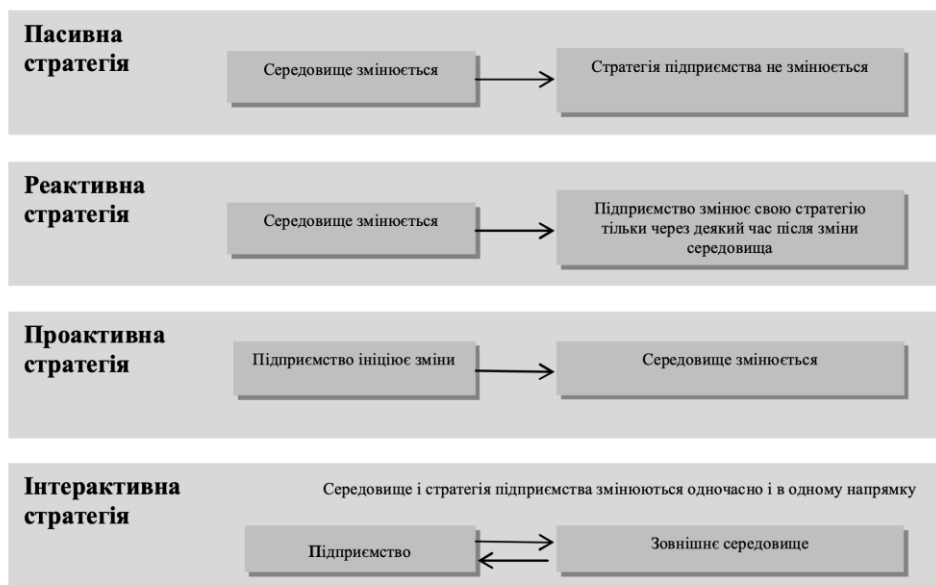 Пасивна
стратегія
Середовище змінюється
Стратегія підприємства не змінюється
Реактивна
стратегія
Середовище змінюється
Підприємство змінює свою стратегію
тільки через деякий час після зміни
середовища
Проактивна
стратегія
Підприємство ініціює зміни
Середовище змінюється
Інтерактивна
стратегія
Середовище і стратегія підприємства змінюються одночасно і в одному напрямку
Підприємство
Зовнішнє середовище